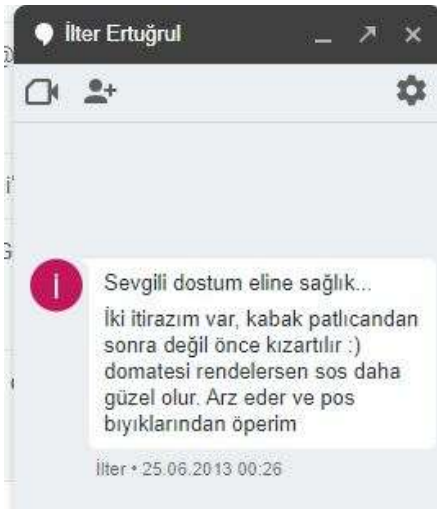 İlter Ertuğrul
İ
Sevgili dostum eline sağlık...
İki itirazım var, kabak patlıcandan
sonra değil önce kızartılır :)
domatesi rendelersen sos daha
güzel olur. Arz eder ve pos
bıyıklarından öperim
İlter • 25.06.2013 00:26